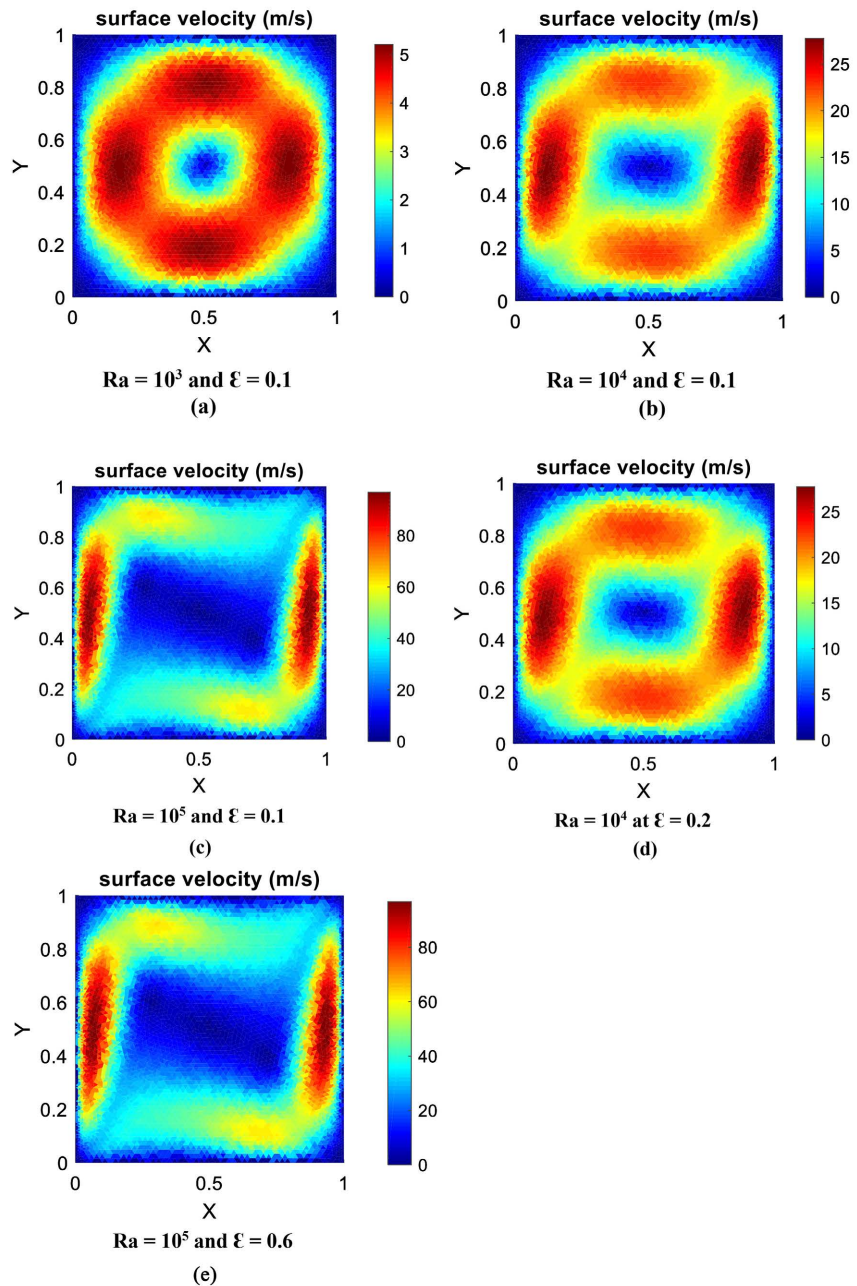 surface velocity (m/s)
1
0.8
0.6
0.4
0.2
0
Y
0
0.5
1
X
5
4
3
2
1
0
Ra = 10³ and Ɛ = 0.1
(a)
surface velocity (m/s)
1
0.8
0.6
0.4
0.2
0
Y
0
0.5
1
X
25
20
15
10
5
0
Ra = 10⁴ and Ɛ = 0.1
(b)
surface velocity (m/s)
1
0.8
0.6
0.4
0.2
0
Y
0
0.5
1
X
80
60
40
20
0
Ra = 10⁵ and Ɛ = 0.1
(c)
surface velocity (m/s)
1
0.8
0.6
0.4
0.2
0
Y
0
0.5
1
X
25
20
15
10
5
0
Ra = 10⁴ at Ɛ = 0.2
(d)
surface velocity (m/s)
1
0.8
0.6
0.4
0.2
0
Y
0
0.5
1
X
80
60
40
20
0
Ra = 10⁵ and Ɛ = 0.6
(e)